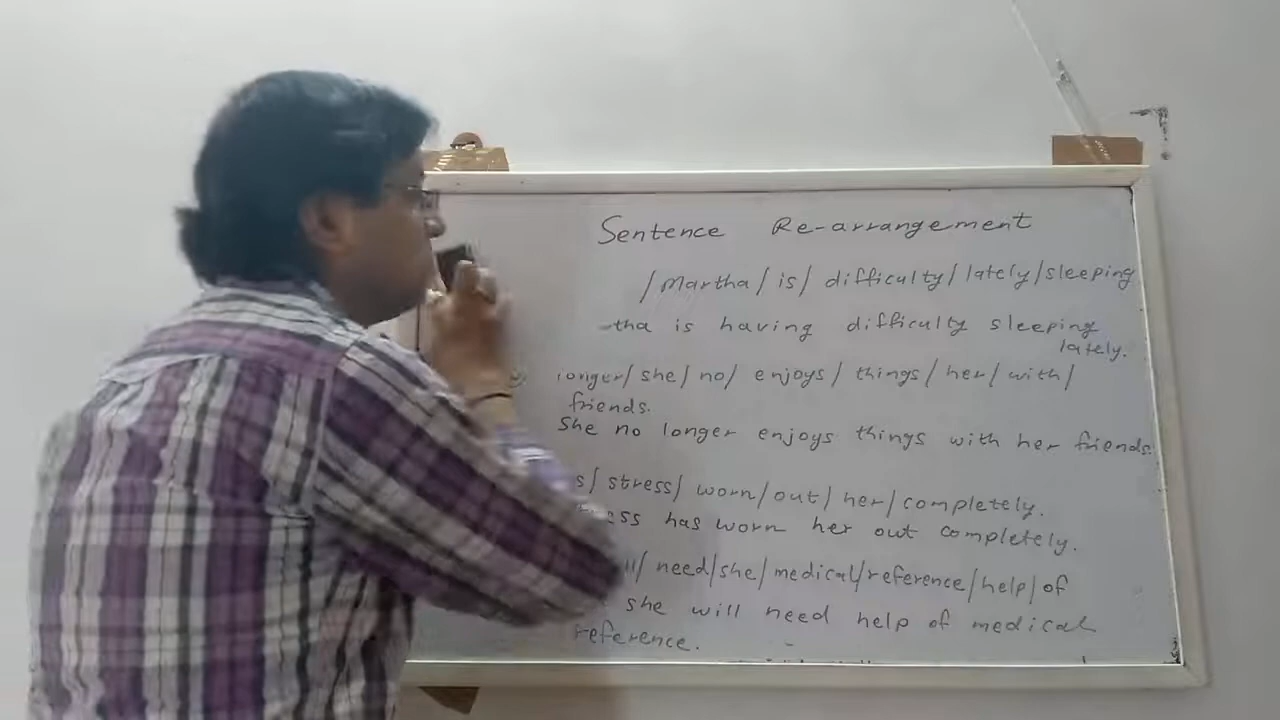 Sentence Re-arrangement
/Martha/ is/ difficulty/ lately/sleeping
tha is having difficulty sleeping
lately.
longer/ she/ no/ enjoys/ things/ her/ with/
friends.
She no longer enjoys things with her friends.
s/ stress/ worn/out/ her/completely.
ess has worn her out completely.
ll/ need/she/medical/reference/help/of
she will need help of medical
reference.